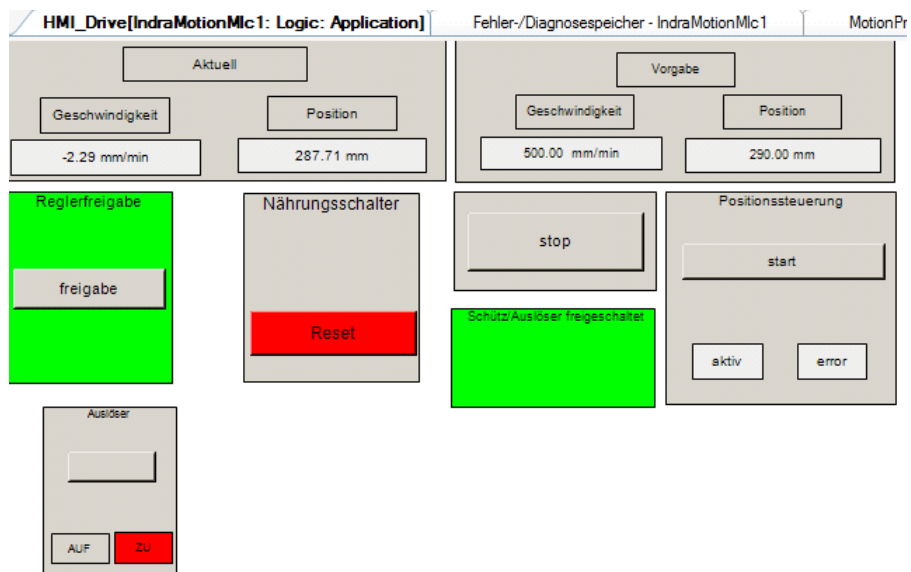 HMI_Drive[IndraMotionMlc1: Logic: Application]
Fehler-/Diagnosespeicher - IndraMotionMlc1
MotionPr
Aktuell
Geschwindigkeit
Position
-2.29 mm/min
287.71 mm
Vorgabe
Geschwindigkeit
Position
500.00 mm/min
290.00 mm
Reglerfreigabe
freigabe
Nährungsschalter
Reset
stop
Schütz/Auslöser freigeschaltet
Positionssteuerung
start
aktiv
error
Auslöser
AUF
ZU